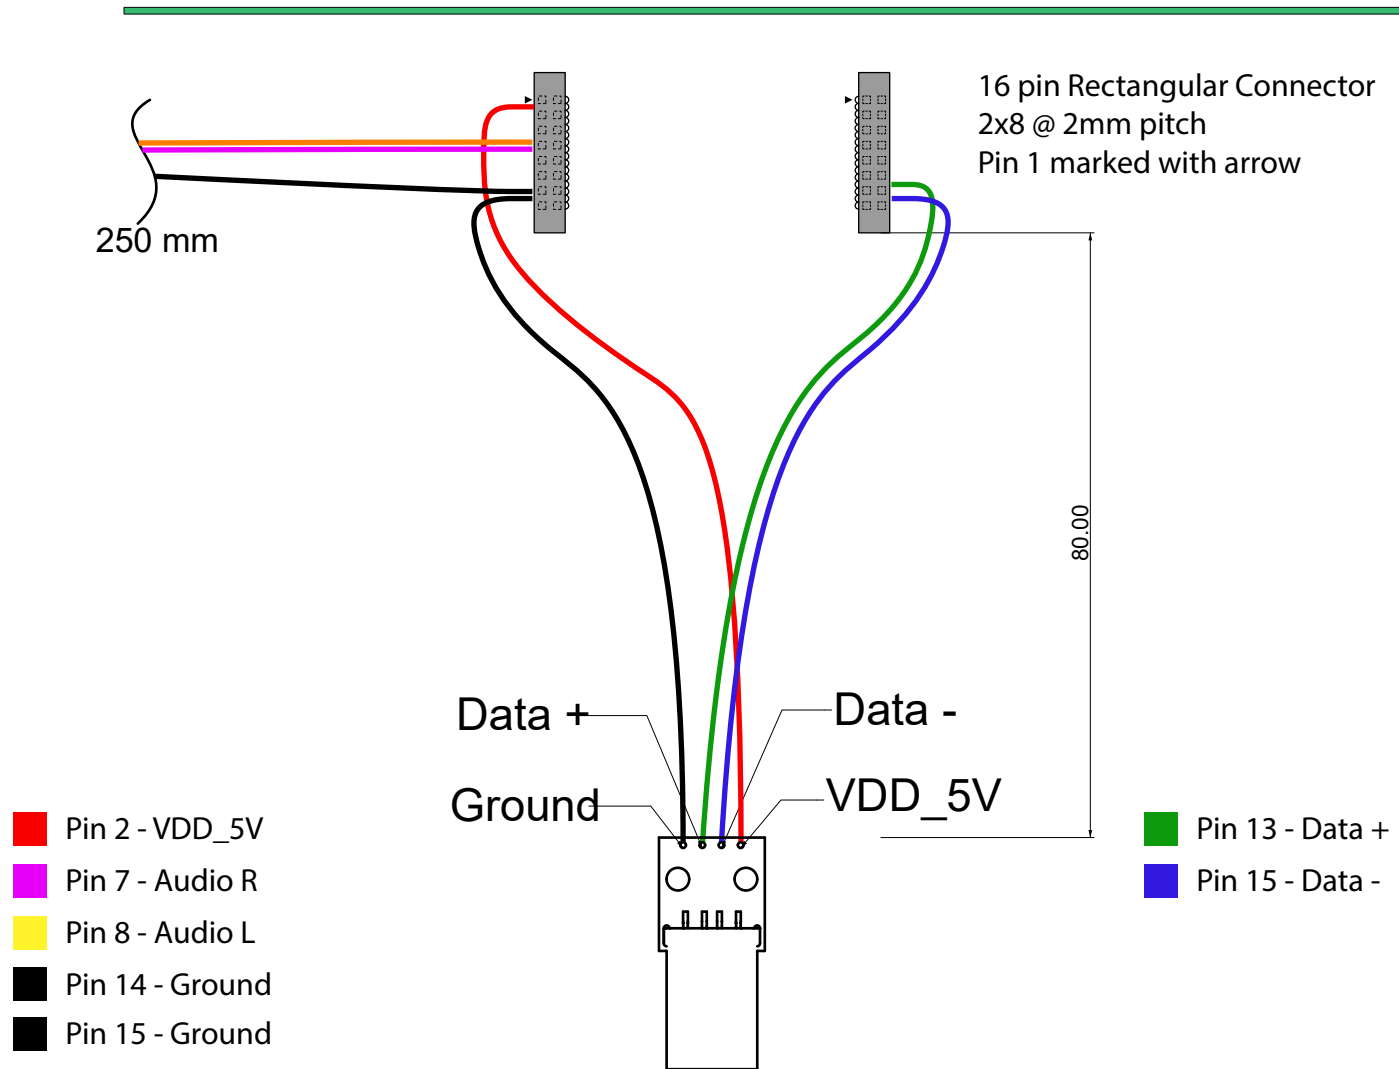 16 pin Rectangular Connector
2x8 @ 2mm pitch
Pin 1 marked with arrow
250 mm
80.00
Data +
Data -
Ground
VDD_5V
Pin 2 - VDD_5V
Pin 7 - Audio R
Pin 8 - Audio L
Pin 14 - Ground
Pin 15 - Ground
Pin 13 - Data +
Pin 15 - Data -